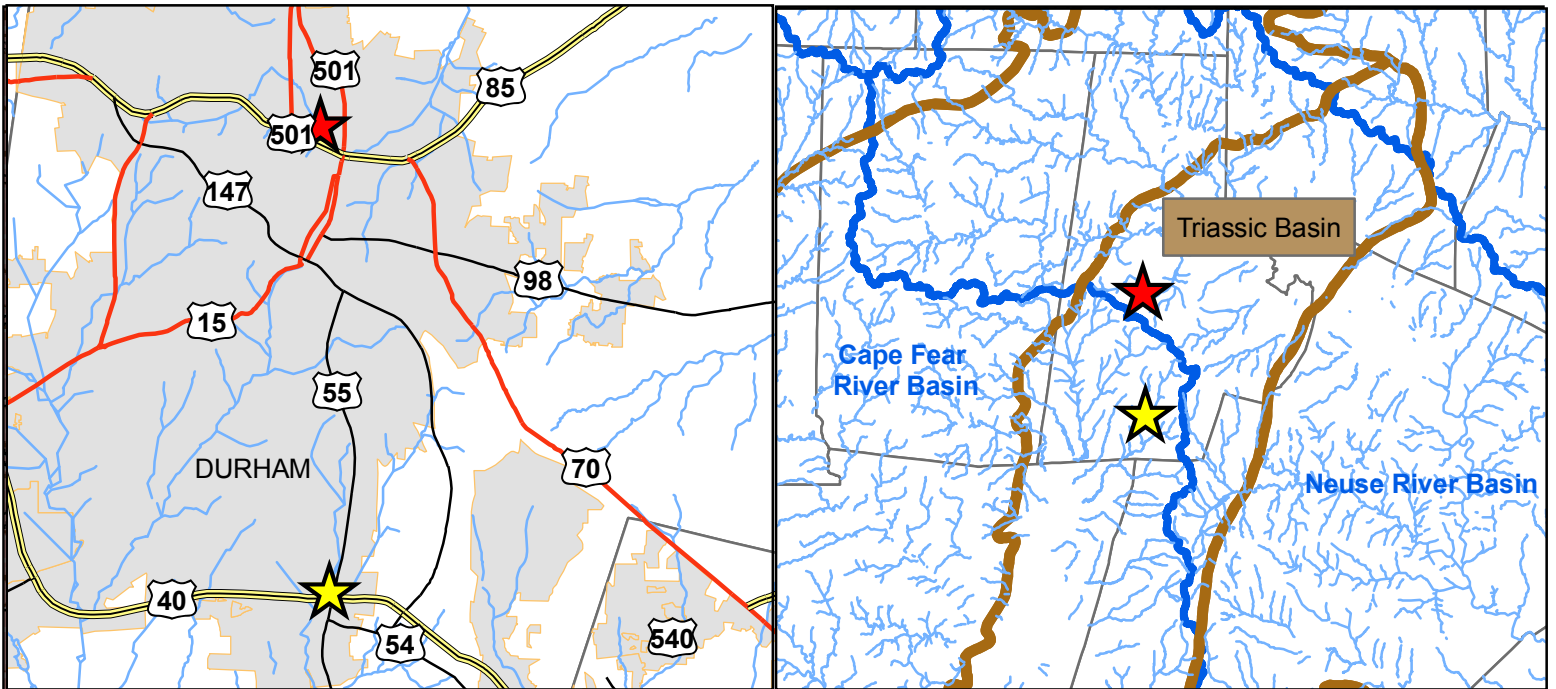 501
85
501
147
98
15
55
DURHAM
70
40
54
540
Triassic Basin
Cape Fear
River Basin
Neuse River Basin